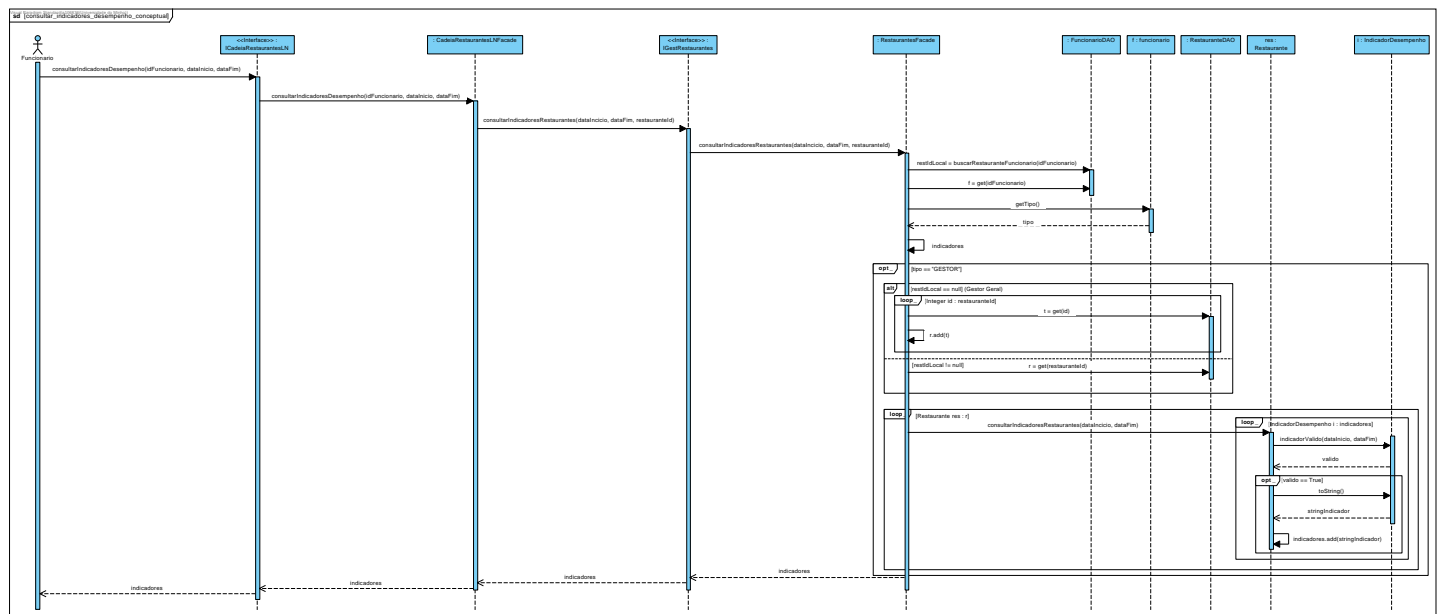 sd [consultar_indicadores_desempenho_conceptual]
Funcionario
<<Interface>> :
ICadeiaRestaurantesLN
: CadeiaRestaurantesLNFacade
<<Interface>> :
IGestRestaurantes
: RestaurantesFacade
: FuncionarioDAO
f : funcionario
: RestauranteDAO
res :
Restaurante
i : IndicadorDesempenho
consultarIndicadoresDesempenho(idFuncionario, dataInicio, dataFim)
consultarIndicadoresDesempenho(idFuncionario, dataInicio, dataFim)
consultarIndicadoresRestaurantes(dataIncicio, dataFim, restauranteId)
consultarIndicadoresRestaurantes(dataIncicio, dataFim, restauranteId)
restIdLocal = buscarRestauranteFuncionario(idFuncionario)
f = get(idFuncionario)
getTipo()
tipo
indicadores
opt
[tipo == "GESTOR"]
alt
[restIdLocal == null] (Gestor Geral)
loop
[Integer id : restauranteId]
t = get(id)
r.add(t)
[restIdLocal != null]
r = get(restauranteId)
loop
[Restaurante res : r]
consultarIndicadoresRestaurantes(dataIncicio, dataFim)
loop
[IndicadorDesempenho i : indicadores]
indicadorValido(dataInicio, dataFim)
valido
opt
[valido == True]
toString()
stringIndicador
indicadores.add(stringIndicador)
indicadores
indicadores
indicadores
indicadores